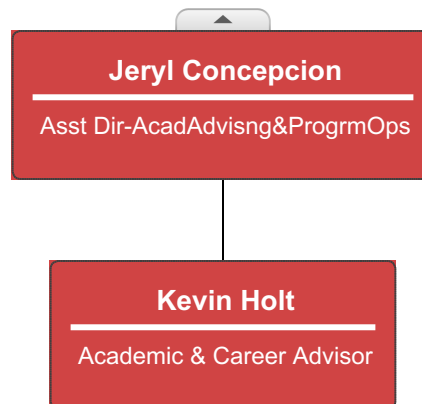 Jeryl Concepcion
Asst Dir-AcadAdvisng&ProgrmOps
Kevin Holt
Academic & Career Advisor